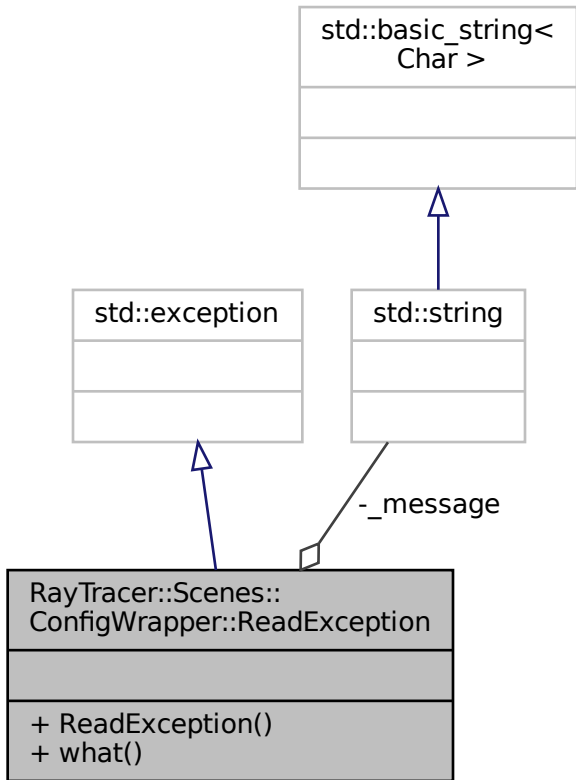 std::basic_string<
Char >
std::exception
std::string
-_message
RayTracer::Scenes::
ConfigWrapper::ReadException
+ ReadException()
+ what()